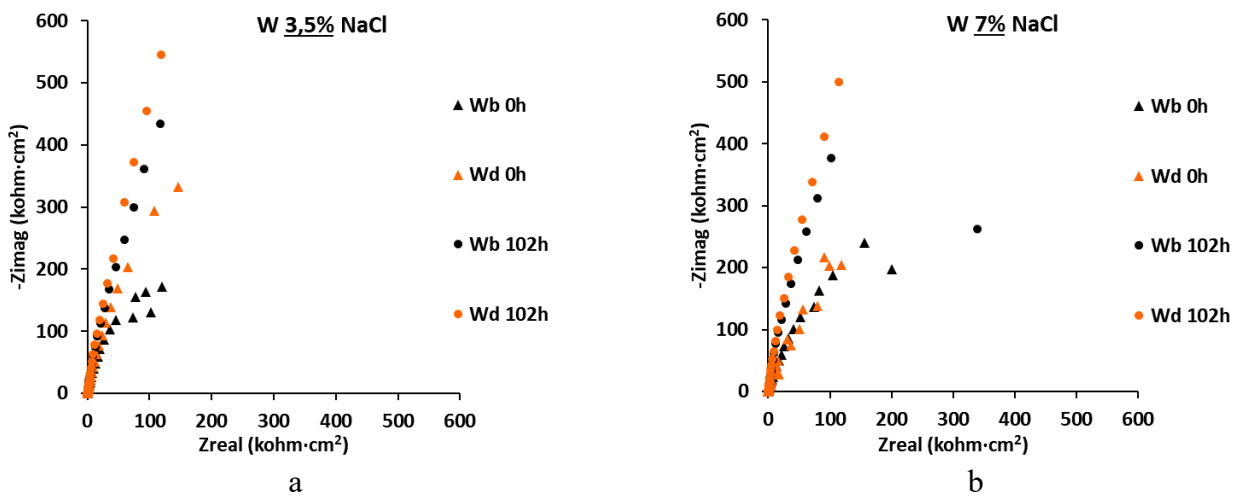 W 3,5% NaCl
600
500
400
300
200
100
0
-Zimag (kohm·cm²)
0 100 200 300 400 500 600
Zreal (kohm·cm²)
Wb 0h
Wd 0h
Wb 102h
Wd 102h
a
W 7% NaCl
600
500
400
300
200
100
0
-Zimag (kohm·cm²)
0 100 200 300 400 500 600
Zreal (kohm·cm²)
Wb 0h
Wd 0h
Wb 102h
Wd 102h
b